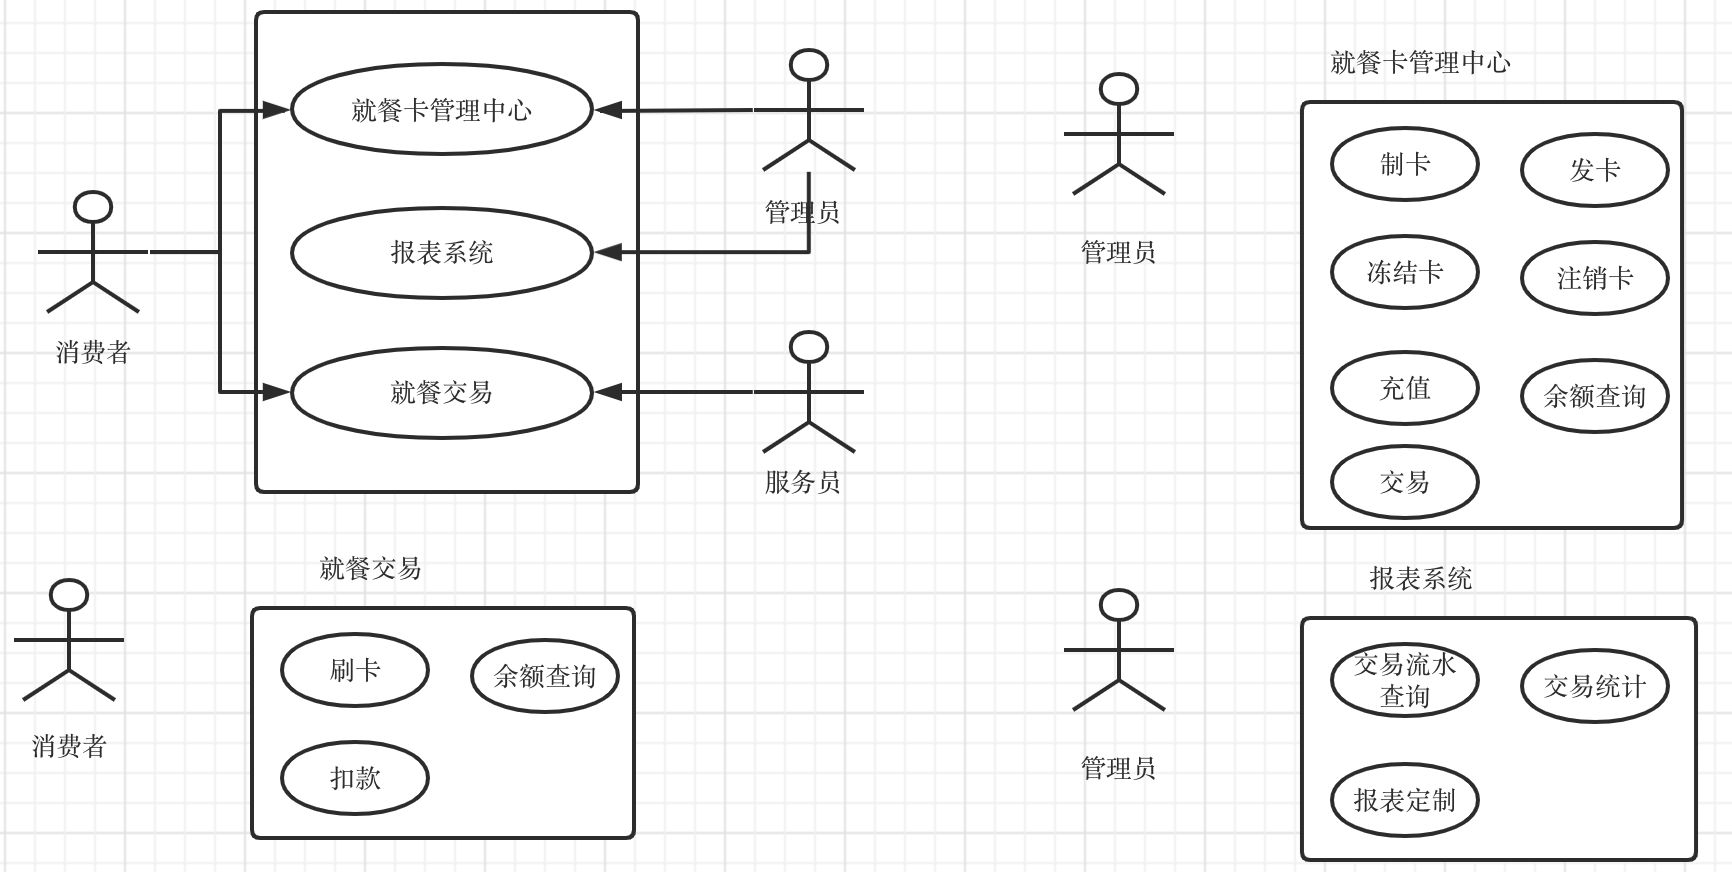 就餐卡管理中心
报表系统
就餐交易
消费者
管理员
服务员
就餐卡管理中心
管理员
制卡
发卡
冻结卡
注销卡
充值
余额查询
交易
就餐交易
消费者
刷卡
余额查询
扣款
报表系统
管理员
交易流水
查询
交易统计
报表定制